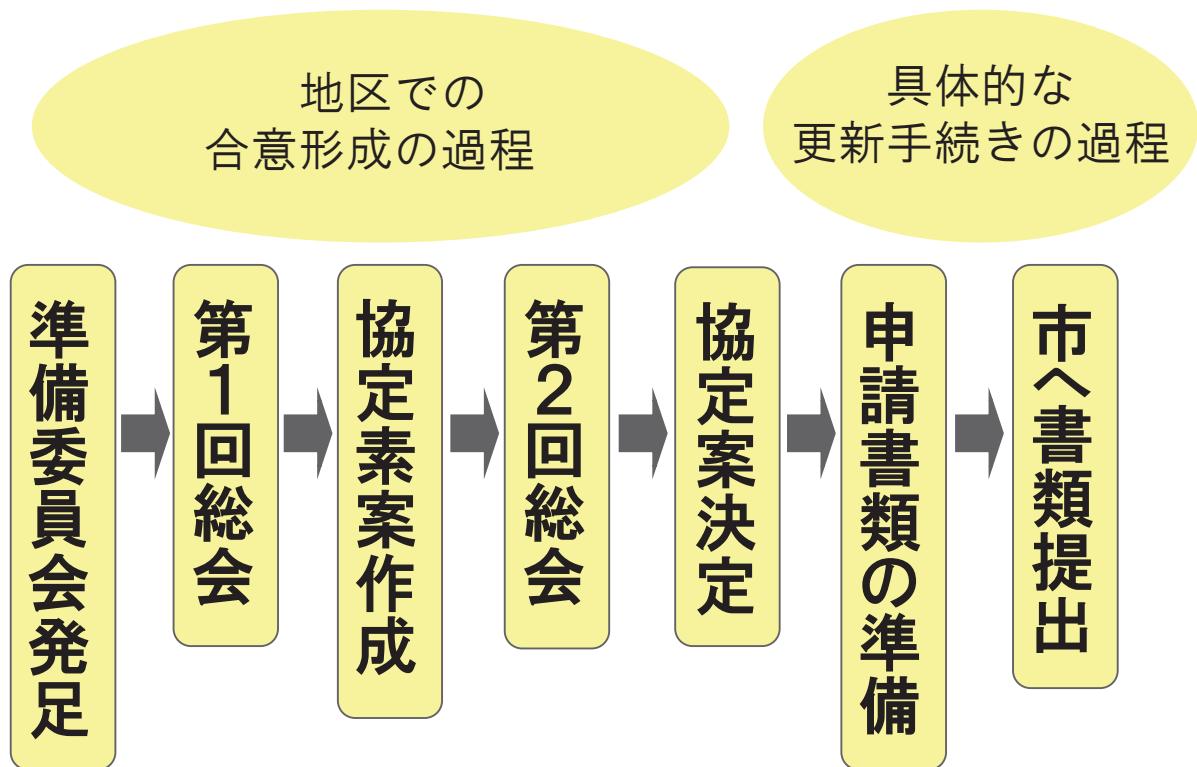 地区での
合意形成の過程
具体的な
更新手続きの過程
準備委員会発足
第1回総会
協定素案作成
第2回総会
協定案決定
申請書類の準備
市へ書類提出